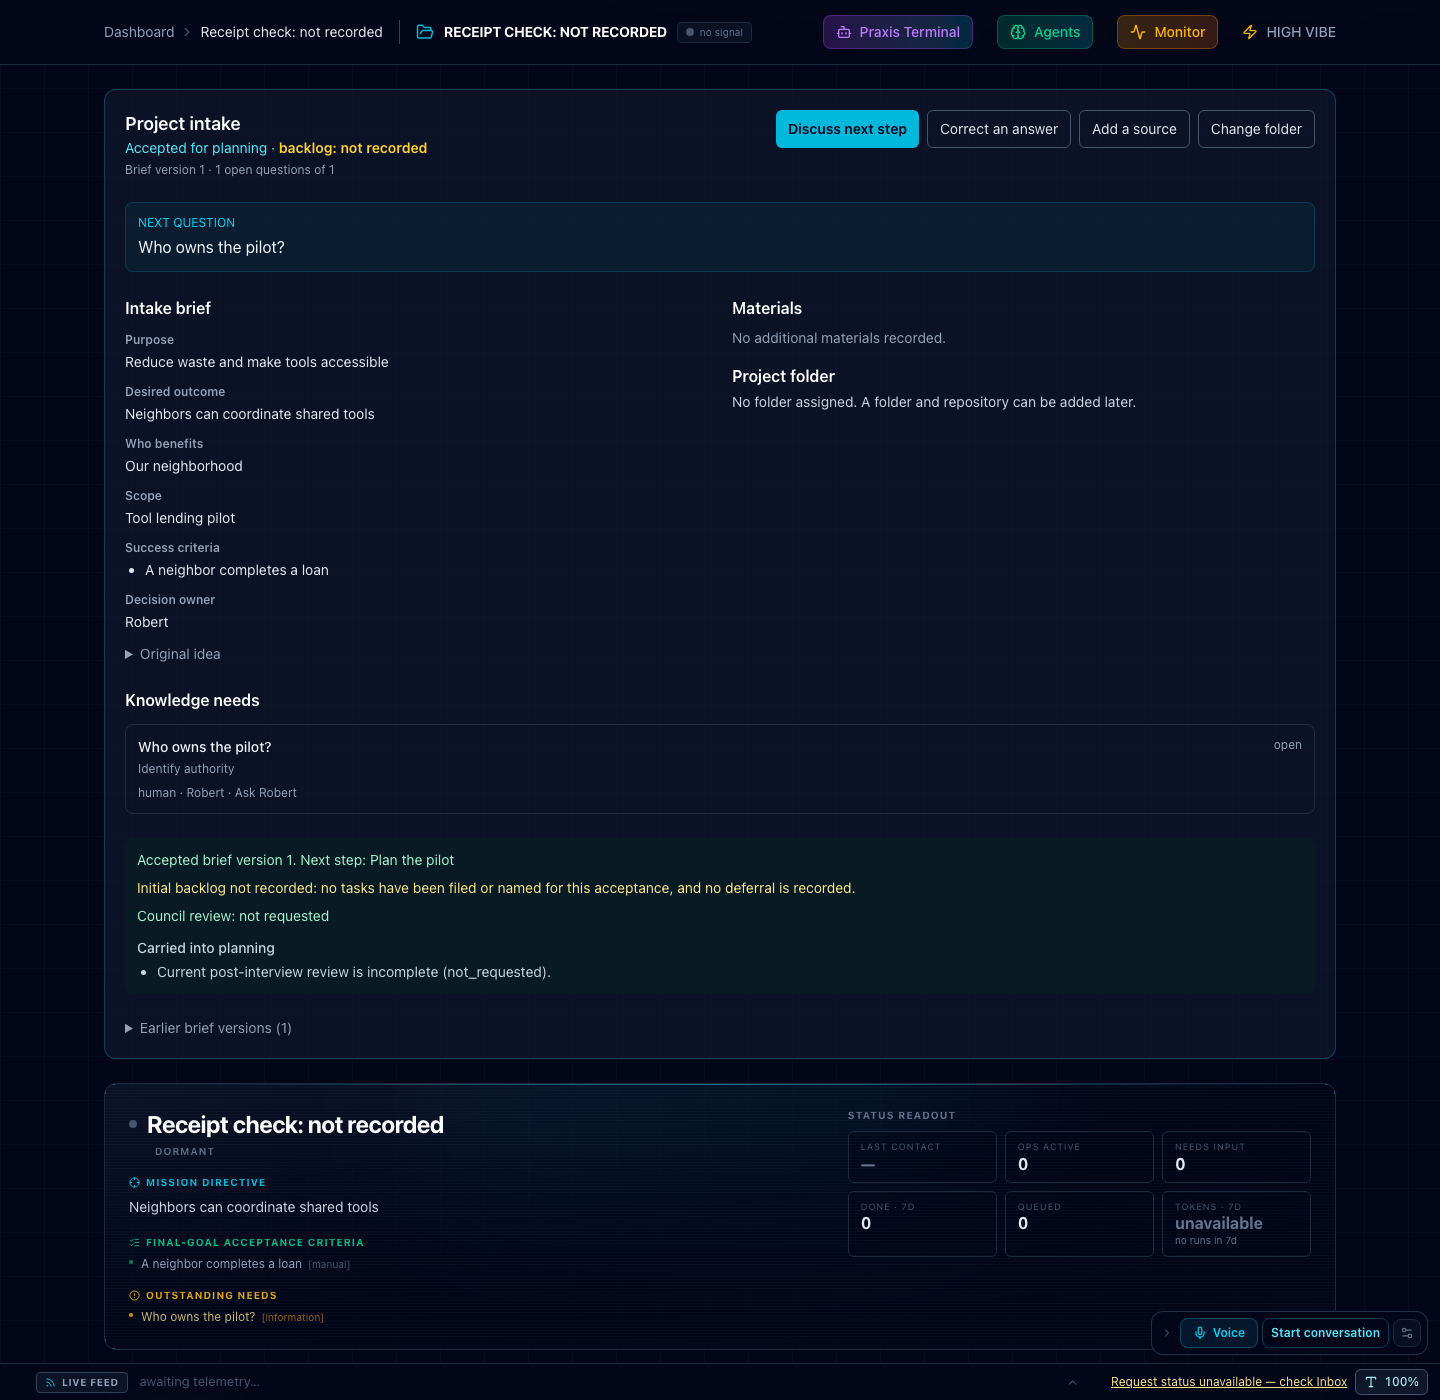 Dashboard > Receipt check: not recorded
RECEIPT CHECK: NOT RECORDED
no signal
Praxis Terminal
Agents
Monitor
HIGH VIBE
Project intake
Accepted for planning · backlog: not recorded
Brief version 1 · 1 open questions of 1
Discuss next step
Correct an answer
Add a source
Change folder
NEXT QUESTION
Who owns the pilot?
Intake brief
Purpose
Reduce waste and make tools accessible
Desired outcome
Neighbors can coordinate shared tools
Who benefits
Our neighborhood
Scope
Tool lending pilot
Success criteria
• A neighbor completes a loan
Decision owner
Robert
Original idea
Materials
No additional materials recorded.
Project folder
No folder assigned. A folder and repository can be added later.
Knowledge needs
Who owns the pilot?
open
Identify authority
human · Robert · Ask Robert
Accepted brief version 1. Next step: Plan the pilot
Initial backlog not recorded: no tasks have been filed or named for this acceptance, and no deferral is recorded.
Council review: not requested
Carried into planning
• Current post-interview review is incomplete (not_requested).
Earlier brief versions (1)
Receipt check: not recorded
DORMANT
MISSION DIRECTIVE
Neighbors can coordinate shared tools
FINAL-GOAL ACCEPTANCE CRITERIA
A neighbor completes a loan [manual]
OUTSTANDING NEEDS
Who owns the pilot? [information]
STATUS READOUT
LAST CONTACT
—
OPS ACTIVE
0
NEEDS INPUT
0
DONE · 7D
0
QUEUED
0
TOKENS · 7D
unavailable
no runs in 7d
Voice
Start conversation
LIVE FEED
awaiting telemetry...
Request status unavailable — check Inbox
100%